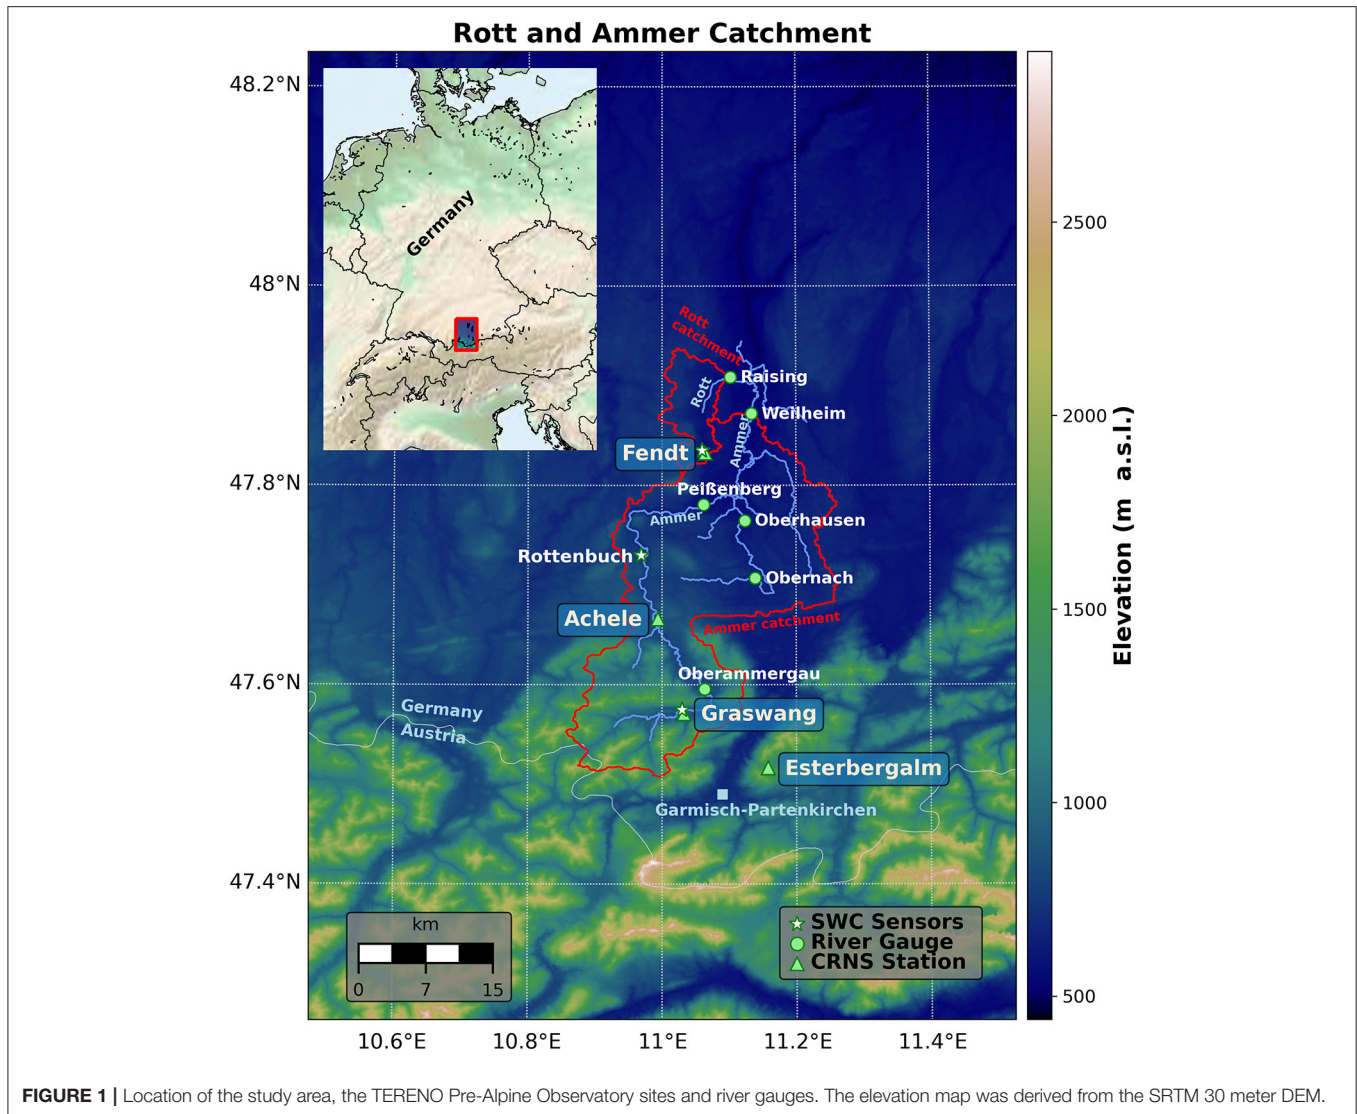 Rott and Ammer Catchment
48.2°N
48°N
47.8°N
47.6°N
47.4°N
Germany
Rott
catchment
Raising
Rott
Weilheim
Ammer
Fendt
Peißenberg
Ammer
Oberhausen
Rottenbuch
Obernach
Achele
Ammer catchment
Oberammergau
Germany
Austria
Graswang
Esterbergalm
Garmisch-Partenkirchen
km
0 7 15
SWC Sensors
River Gauge
CRNS Station
10.6°E 10.8°E 11°E 11.2°E 11.4°E
2500
2000
1500
1000
500
Elevation (m a.s.l.)
FIGURE 1 | Location of the study area, the TERENO Pre-Alpine Observatory sites and river gauges. The elevation map was derived from the SRTM 30 meter DEM.